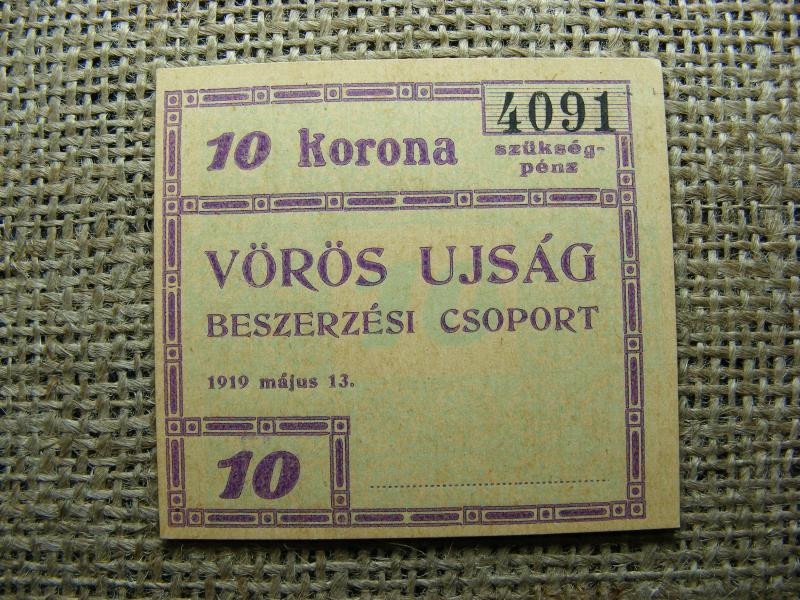 4091
10 korona
szükség-
pénz
VÖRÖS UJSÁG
BESZERZÉSI CSOPORT
1919 május 13.
10